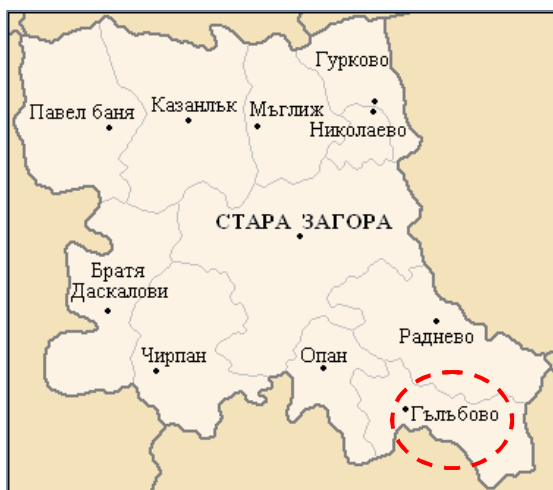 Гурково
Казанлък
Павел баня
Мъглиж
Николаево
СТАРА ЗАГОРА
Братя
Даскалови
Раднево
Чирпан
Опан
Гълъбово